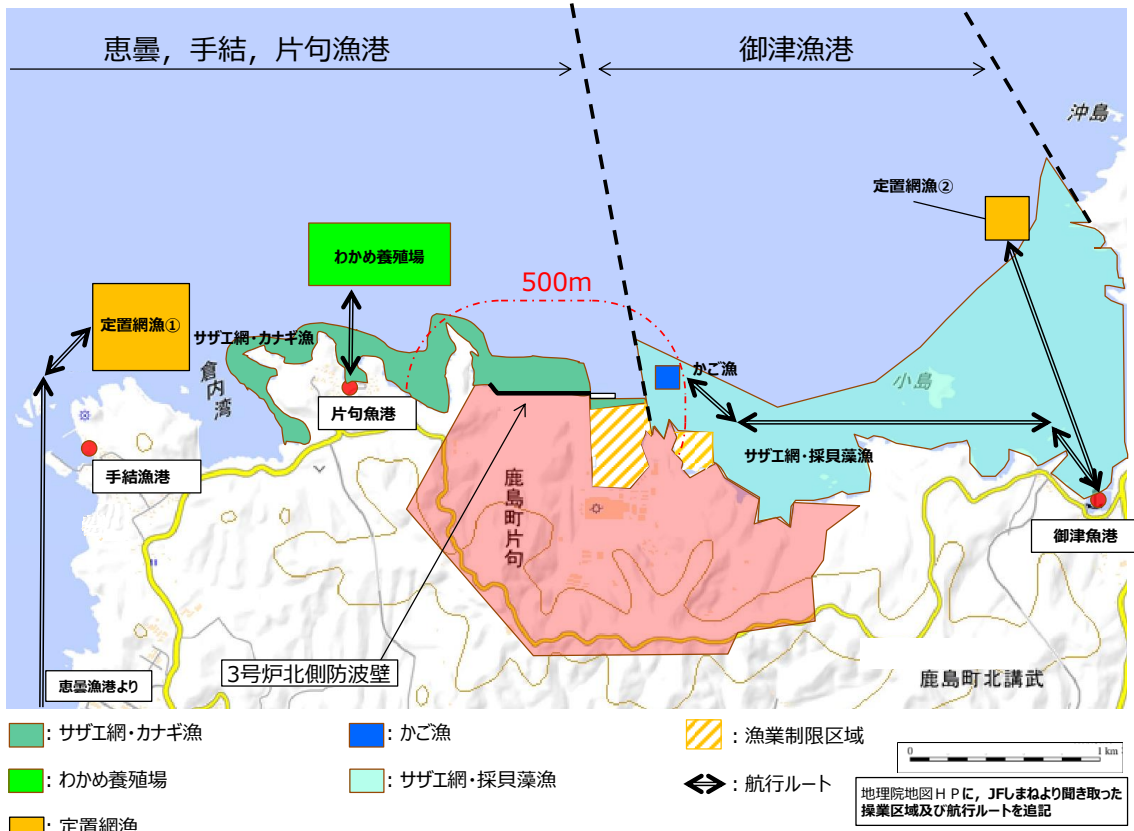 恵曇，手結，片句漁港
御津漁港
沖島
定置網漁②
わかめ養殖場
500m
定置網漁①
サザエ網・カナギ漁
倉内湾
かご漁
小島
片句魚港
手結漁港
サザエ網・採貝藻漁
鹿島町片句
御津魚港
3号炉北側防波壁
恵曇漁港より
鹿島町北講武
：サザエ網・カナギ漁
：かご漁
：漁業制限区域
：わかめ養殖場
：サザエ網・採貝藻漁
：航行ルート
：定置網漁
0 1 km
地理院地図ＨＰに，JFしまねより聞き取った
操業区域及び航行ルートを追記